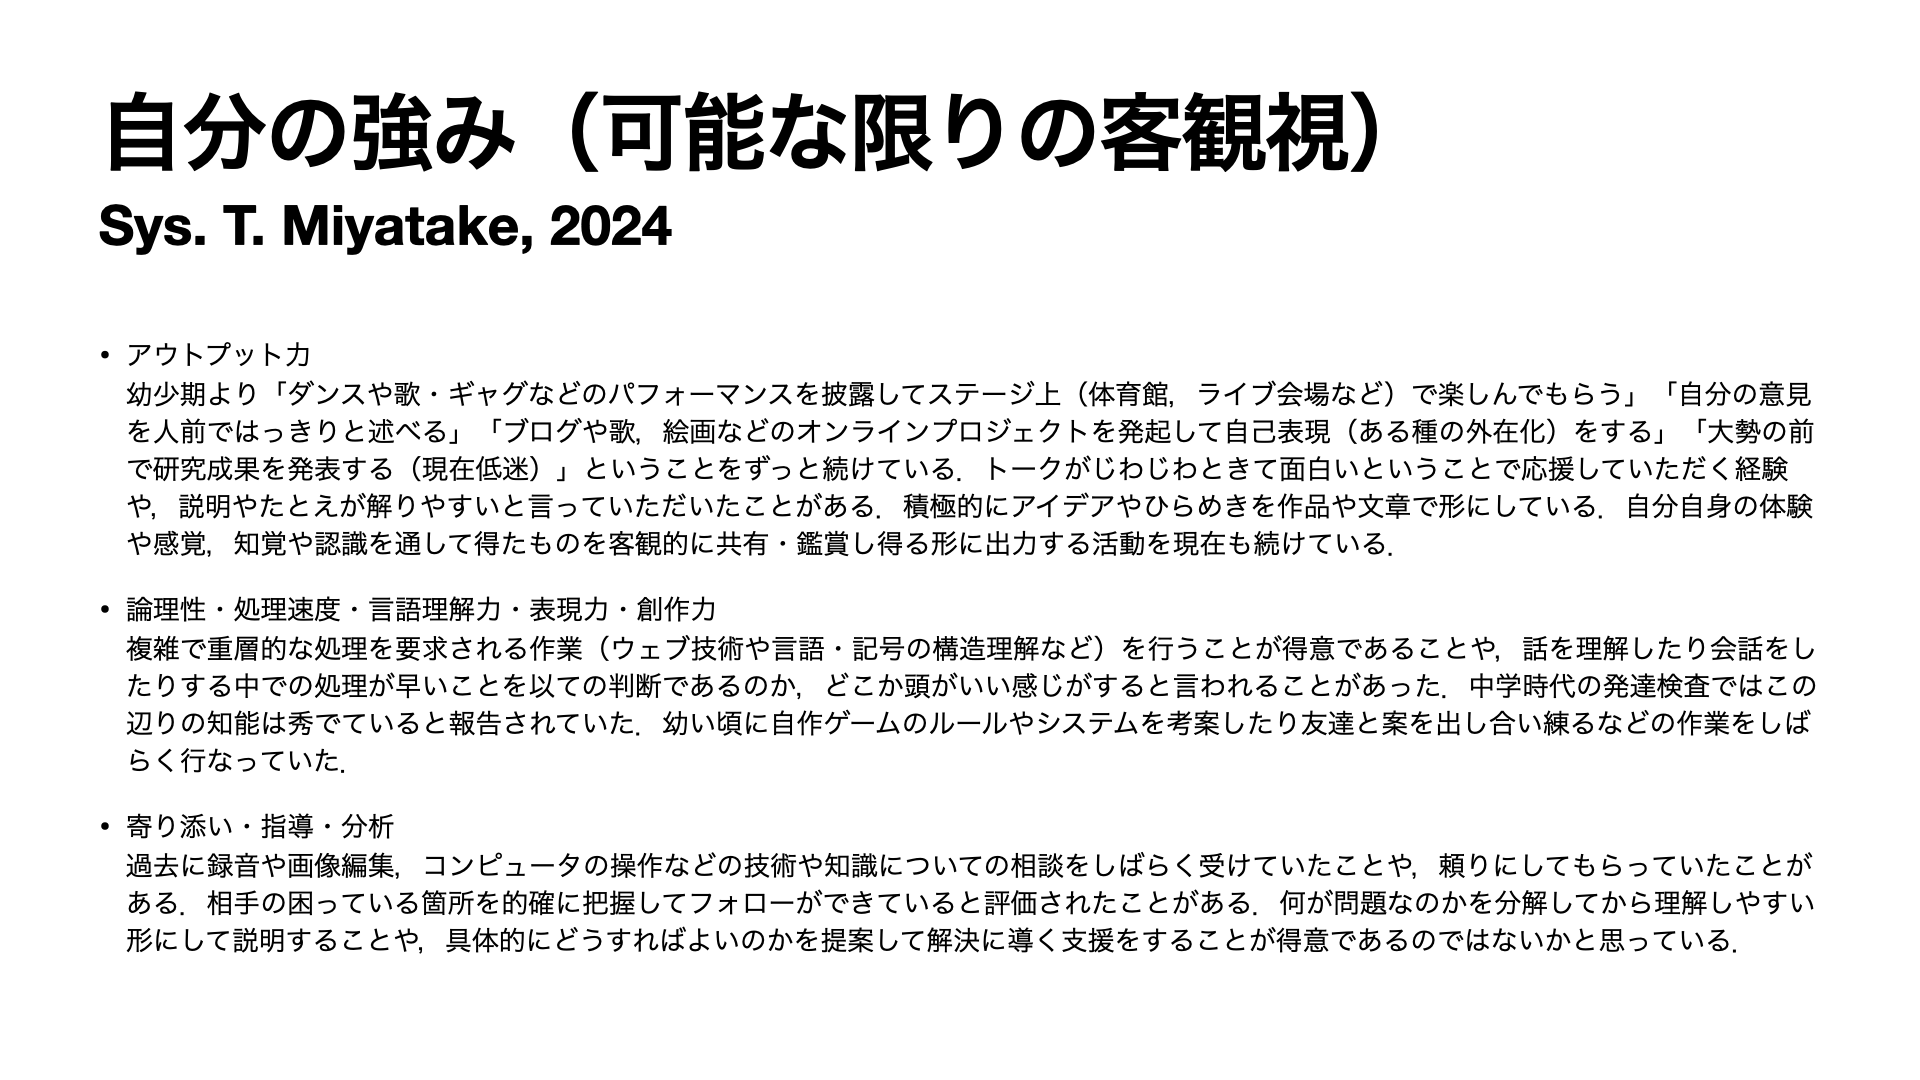 自分の強み（可能な限りの客観視）
Sys. T. Miyatake, 2024
• アウトプット力
幼少期より「ダンスや歌・ギャグなどのパフォーマンスを披露してステージ上（体育館，ライブ会場など）で楽しんでもらう」「自分の意見
を人前ではっきりと述べる」「ブログや歌，絵画などのオンラインプロジェクトを発起して自己表現（ある種の外在化）をする」「大勢の前
で研究成果を発表する（現在低迷）」ということをずっと続けている．トークがじわじわときて面白いということで応援していただく経験
や，説明やたとえが解りやすいと言っていただいたことがある．積極的にアイデアやひらめきを作品や文章で形にしている．自分自身の体験
や感覚，知覚や認識を通して得たものを客観的に共有・鑑賞し得る形に出力する活動を現在も続けている．
• 論理性・処理速度・言語理解力・表現力・創作力
複雑で重層的な処理を要求される作業（ウェブ技術や言語・記号の構造理解など）を行うことが得意であることや，話を理解したり会話をし
たりする中での処理が早いことを以ての判断であるのか，どこか頭がいい感じがすると言われることがあった．中学時代の発達検査ではこの
辺りの知能は秀でていると報告されていた．幼い頃に自作ゲームのルールやシステムを考案したり友達と案を出し合い練るなどの作業をしば
らく行なっていた．
• 寄り添い・指導・分析
過去に録音や画像編集，コンピュータの操作などの技術や知識についての相談をしばらく受けていたことや，頼りにしてもらっていたことが
ある．相手の困っている箇所を的確に把握してフォローができていると評価されたことがある．何が問題なのかを分解してから理解しやすい
形にして説明することや，具体的にどうすればよいのかを提案して解決に導く支援をすることが得意であるのではないかと思っている．